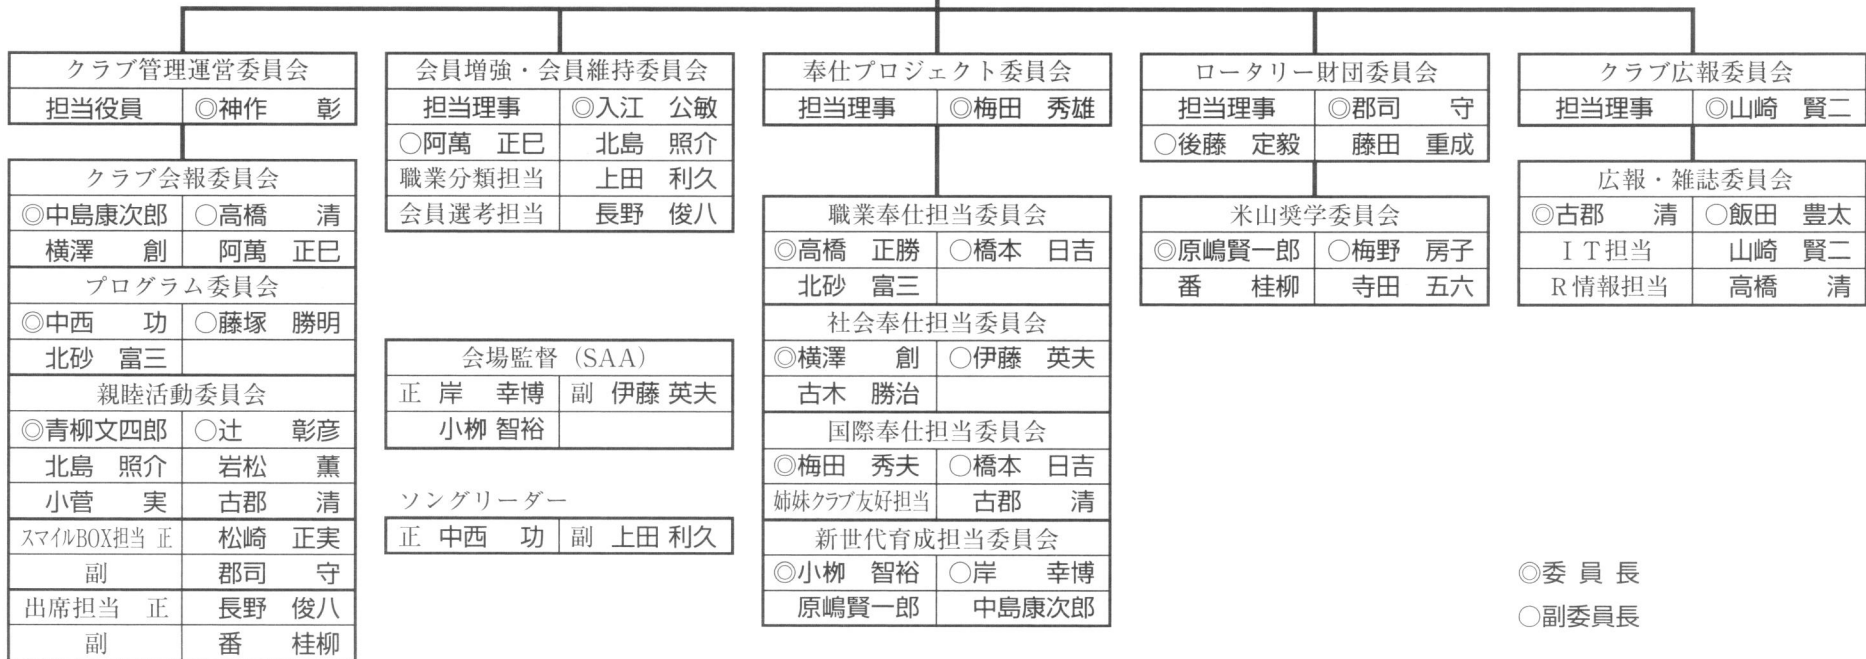 クラブ管理運営委員会
担当役員 ◎神作 彰
クラブ会報委員会
◎中島康次郎 ○高橋 清
横澤 創 阿萬 正巳
プログラム委員会
◎中西 功 ○藤塚 勝明
北砂 富三
親睦活動委員会
◎青柳文四郎 ○辻 彰彦
北島 照介 岩松 薫
小菅 実 古郡 清
スマイルBOX担当 正 松崎 正実
副 郡司 守
出席担当 正 長野 俊八
副 番 桂柳
会員増強・会員維持委員会
担当理事 ◎入江 公敏
○阿萬 正巳 北島 照介
職業分類担当 上田 利久
会員選考担当 長野 俊八
会場監督（SAA）
正 岸 幸博 副 伊藤 英夫
小栁 智裕
ソングリーダー
正 中西 功 副 上田 利久
奉仕プロジェクト委員会
担当理事 ◎梅田 秀雄
職業奉仕担当委員会
◎高橋 正勝 ○橋本 日吉
北砂 富三
社会奉仕担当委員会
◎横澤 創 ○伊藤 英夫
古木 勝治
国際奉仕担当委員会
◎梅田 秀夫 ○橋本 日吉
姉妹クラブ友好担当 古郡 清
新世代育成担当委員会
◎小栁 智裕 ○岸 幸博
原嶋賢一郎 中島康次郎
ロータリー財団委員会
担当理事 ◎郡司 守
○後藤 定毅 藤田 重成
米山奨学委員会
◎原嶋賢一郎 ○梅野 房子
番 桂柳 寺田 五六
クラブ広報委員会
担当理事 ◎山崎 賢二
広報・雑誌委員会
◎古郡 清 ○飯田 豊太
ＩＴ担当 山崎 賢二
Ｒ情報担当 高橋 清
◎委 員 長
○副委員長